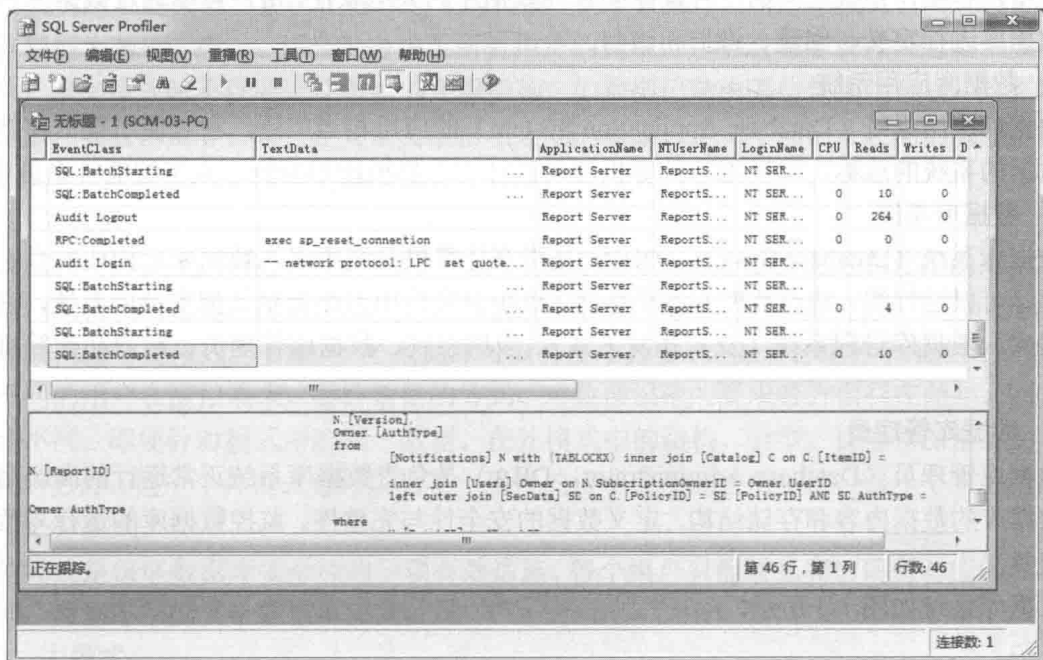 SQL Server Profiler
文件(F) 编辑(E) 视图(V) 重播(R) 工具(T) 窗口(W) 帮助(H)
无标题 - 1 (SCM-03-PC)
EventClass TextData ApplicationName NTUserName LoginName CPU Reads Writes D
SQL:BatchStarting ... Report Server ReportS... NT SER...
SQL:BatchCompleted ... Report Server ReportS... NT SER... 0 10 0
Audit Logout Report Server ReportS... NT SER... 0 264 0
RPC:Completed exec sp_reset_connection Report Server ReportS... NT SER... 0 0 0
Audit Login -- network protocol: LPC set quote... Report Server ReportS... NT SER...
SQL:BatchStarting ... Report Server ReportS... NT SER...
SQL:BatchCompleted ... Report Server ReportS... NT SER... 0 4 0
SQL:BatchStarting ... Report Server ReportS... NT SER...
SQL:BatchCompleted ... Report Server ReportS... NT SER... 0 10 0
N.[Version],
Owner.[AuthType]
from
[Notifications] N with (TABLOCKX) inner join [Catalog] C on C.[ItemID] =
N.[ReportID]
inner join [Users] Owner on N.SubscriptionOwnerID = Owner.UserID
left outer join [SecData] SE on C.[PolicyID] = SE.[PolicyID] AND SE.AuthType =
Owner.AuthType
where
正在跟踪。 第 46 行，第 1 列 行数: 46
连接数: 1